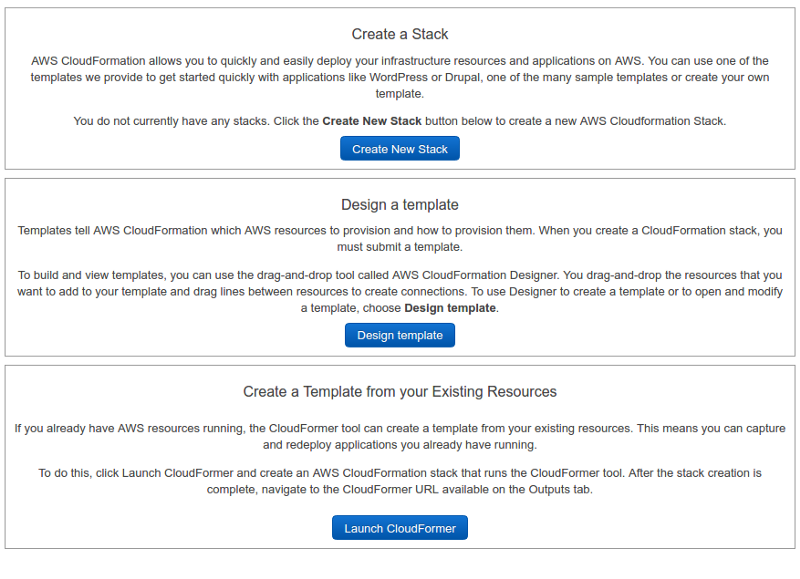 Create a Stack
AWS CloudFormation allows you to quickly and easily deploy your infrastructure resources and applications on AWS. You can use one of the
templates we provide to get started quickly with applications like WordPress or Drupal, one of the many sample templates or create your own
template.
You do not currently have any stacks. Click the Create New Stack button below to create a new AWS Cloudformation Stack.
Create New Stack
Design a template
Templates tell AWS CloudFormation which AWS resources to provision and how to provision them. When you create a CloudFormation stack, you
must submit a template.
To build and view templates, you can use the drag-and-drop tool called AWS CloudFormation Designer. You drag-and-drop the resources that you
want to add to your template and drag lines between resources to create connections. To use Designer to create a template or to open and modify
a template, choose Design template.
Design template
Create a Template from your Existing Resources
If you already have AWS resources running, the CloudFormer tool can create a template from your existing resources. This means you can capture
and redeploy applications you already have running.
To do this, click Launch CloudFormer and create an AWS CloudFormation stack that runs the CloudFormer tool. After the stack creation is
complete, navigate to the CloudFormer URL available on the Outputs tab.
Launch CloudFormer